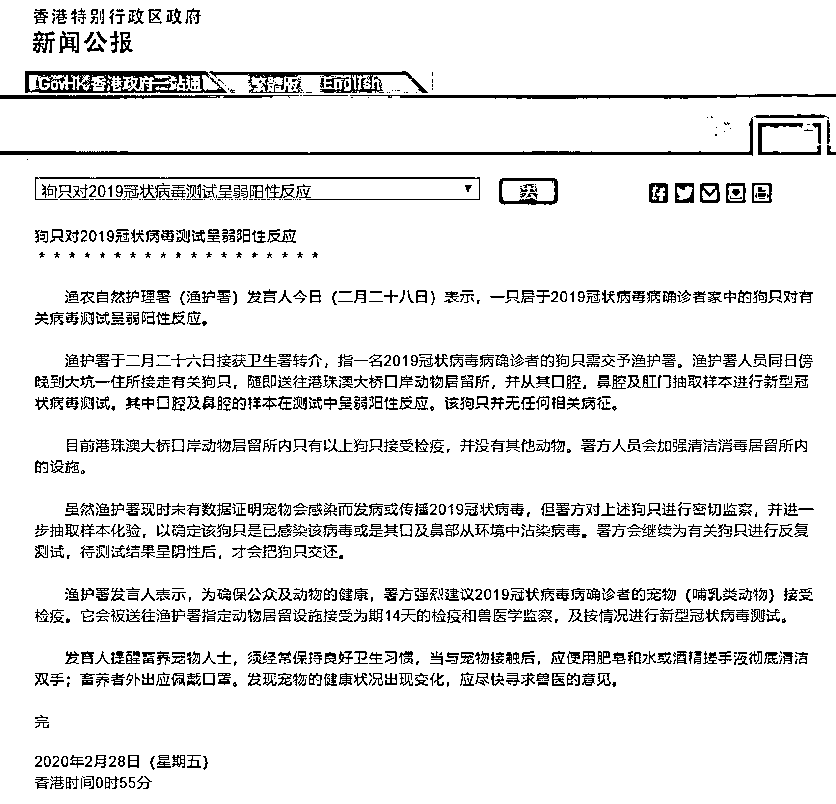 香港特别行政区政府
新闻公报
GovHK香港政府一站通 繁體版 English
狗只对2019冠状病毒测试呈弱阳性反应
去
狗只对2019冠状病毒测试呈弱阳性反应
* * * * * * * * * * * * * * * * * *
渔农自然护理署（渔护署）发言人今日（二月二十八日）表示，一只居于2019冠状病毒病确诊者家中的狗只对有
关病毒测试呈弱阳性反应。
渔护署于二月二十六日接获卫生署转介，指一名2019冠状病毒病确诊者的狗只需交予渔护署。渔护署人员同日傍
晚到大坑一住所接走有关狗只，随即送往港珠澳大桥口岸动物居留所，并从其口腔、鼻腔及肛门抽取样本进行新型冠
状病毒测试。其中口腔及鼻腔的样本在测试中呈弱阳性反应。该狗只并无任何相关病征。
目前港珠澳大桥口岸动物居留所内只有以上狗只接受检疫，并没有其他动物。署方人员会加强清洁消毒居留所内
的设施。
虽然渔护署现时未有数据证明宠物会感染而发病或传播2019冠状病毒，但署方对上述狗只进行密切监察，并进一
步抽取样本化验，以确定该狗只是已感染该病毒或是其口及鼻部从环境中沾染病毒。署方会继续为有关狗只进行反复
测试，待测试结果呈阴性后，才会把狗只交还。
渔护署发言人表示，为确保公众及动物的健康，署方强烈建议2019冠状病毒病确诊者的宠物（哺乳类动物）接受
检疫。它会被送往渔护署指定动物居留设施接受为期14天的检疫和兽医学监察，及按情况进行新型冠状病毒测试。
发言人提醒畜养宠物人士，须经常保持良好卫生习惯，当与宠物接触后，应使用肥皂和水或酒精搓手液彻底清洁
双手；畜养者外出应佩戴口罩。发现宠物的健康状况出现变化，应尽快寻求兽医的意见。
完
2020年2月28日（星期五）
香港时间0时55分